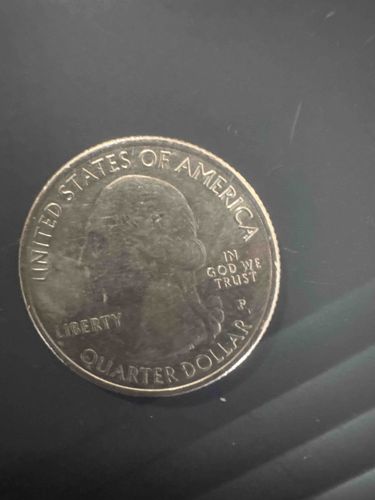 UNITED STATES OF AMERICA
IN
GOD WE
TRUST
P
LIBERTY
QUARTER DOLLAR